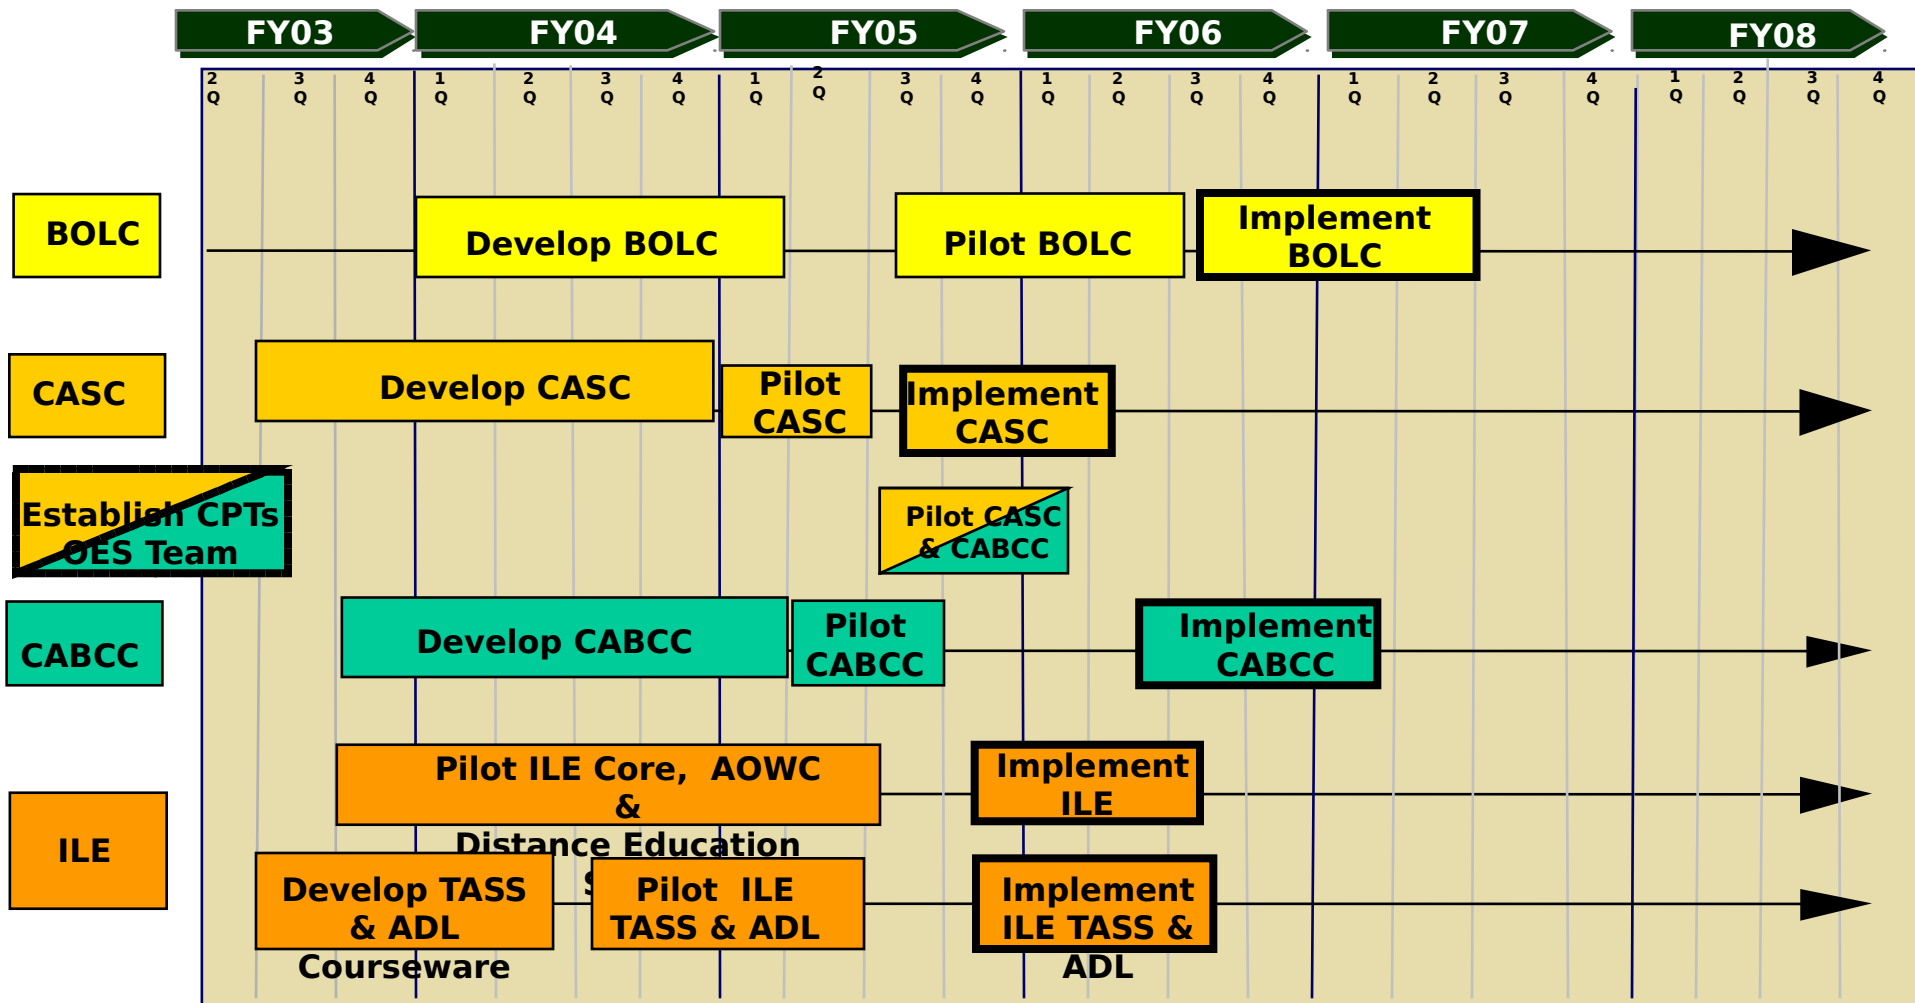 FY03 FY04 FY05 FY06 FY07 FY08
2 3 4 1 2 3 4 1 2 3 4 1 2 3 4 1 2 3 4 1 2 3 4
Q Q Q Q Q Q Q Q Q Q Q Q Q Q Q Q Q Q Q Q Q Q Q
BOLC
Develop BOLC
Pilot BOLC
Implement
BOLC
CASC
Develop CASC
Pilot
CASC
Implement
CASC
Establish CPTs
OES Team
Pilot CASC
& CABCC
CABCC
Develop CABCC
Pilot
CABCC
Implement
CABCC
ILE
Pilot ILE Core, AOWC
&
Distance Education
Implement
ILE
Develop TASS
& ADL
Courseware
Pilot ILE
TASS & ADL
Implement
ILE TASS &
ADL